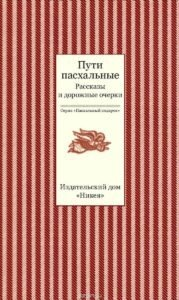 Пути
пасхальные
Рассказы
и дорожные очерки
Серия «Пасхальный подарок»
Издательский дом
«Никея»